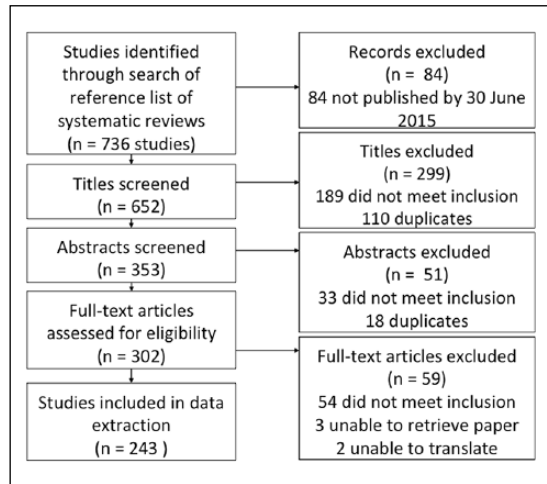 Studies identified
through search of
reference list of
systematic reviews
(n = 736 studies)
Records excluded
(n = 84)
84 not published by 30 June
2015
Titles screened
(n = 652)
Titles excluded
(n = 299)
189 did not meet inclusion
110 duplicates
Abstracts screened
(n = 353)
Abstracts excluded
(n = 51)
33 did not meet inclusion
18 duplicates
Full-text articles
assessed for eligibility
(n = 302)
Full-text articles excluded
(n = 59)
54 did not meet inclusion
3 unable to retrieve paper
2 unable to translate
Studies included in data
extraction
(n = 243 )